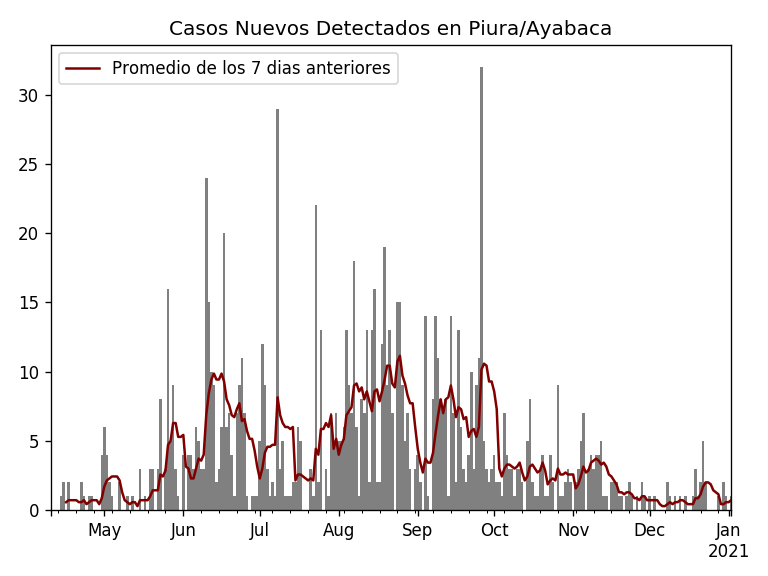 Casos Nuevos Detectados en Piura/Ayabaca
Promedio de los 7 dias anteriores
30
25
20
15
10
5
0
May Jun Jul Aug Sep Oct Nov Dec Jan
2021